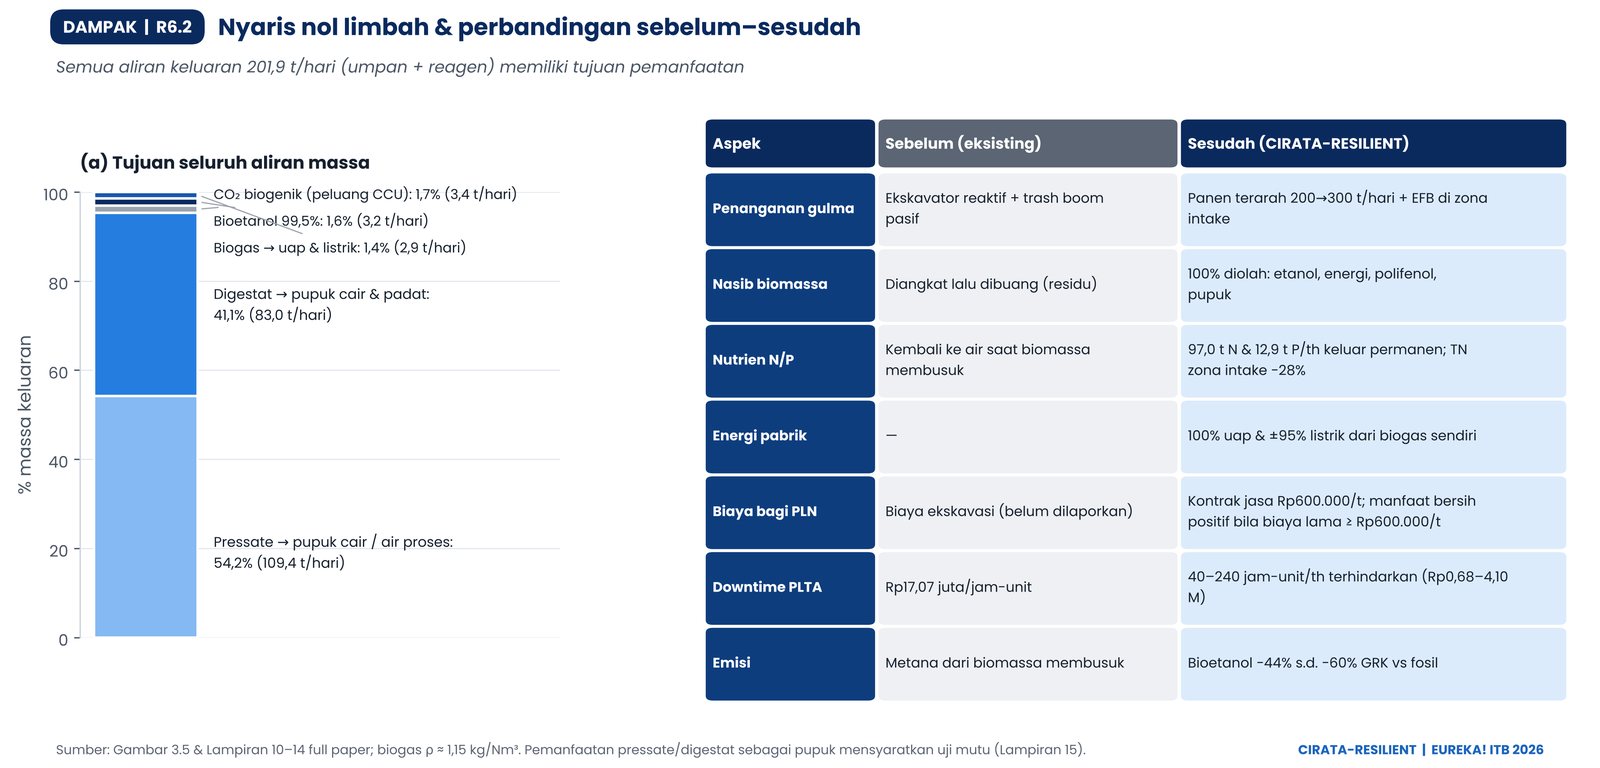 DAMPAK | R6.2
Nyaris nol limbah & perbandingan sebelum–sesudah
Semua aliran keluaran 201,9 t/hari (umpan + reagen) memiliki tujuan pemanfaatan
(a) Tujuan seluruh aliran massa
% massa keluaran
100
80
60
40
20
0
CO₂ biogenik (peluang CCU): 1,7% (3,4 t/hari)
Bioetanol 99,5%: 1,6% (3,2 t/hari)
Biogas → uap & listrik: 1,4% (2,9 t/hari)
Digestat → pupuk cair & padat:
41,1% (83,0 t/hari)
Pressate → pupuk cair / air proses:
54,2% (109,4 t/hari)
Aspek
Sebelum (eksisting)
Sesudah (CIRATA-RESILIENT)
Penanganan gulma
Ekskavator reaktif + trash boom
pasif
Panen terarah 200→300 t/hari + EFB di zona
intake
Nasib biomassa
Diangkat lalu dibuang (residu)
100% diolah: etanol, energi, polifenol,
pupuk
Nutrien N/P
Kembali ke air saat biomassa
membusuk
97,0 t N & 12,9 t P/th keluar permanen; TN
zona intake -28%
Energi pabrik
—
100% uap & ±95% listrik dari biogas sendiri
Biaya bagi PLN
Biaya ekskavasi (belum dilaporkan)
Kontrak jasa Rp600.000/t; manfaat bersih
positif bila biaya lama ≥ Rp600.000/t
Downtime PLTA
Rp17,07 juta/jam-unit
40–240 jam-unit/th terhindarkan (Rp0,68–4,10
M)
Emisi
Metana dari biomassa membusuk
Bioetanol -44% s.d. -60% GRK vs fosil
Sumber: Gambar 3.5 & Lampiran 10–14 full paper; biogas ρ ≈ 1,15 kg/Nm³. Pemanfaatan pressate/digestat sebagai pupuk mensyaratkan uji mutu (Lampiran 15).
CIRATA-RESILIENT | EUREKA! ITB 2026